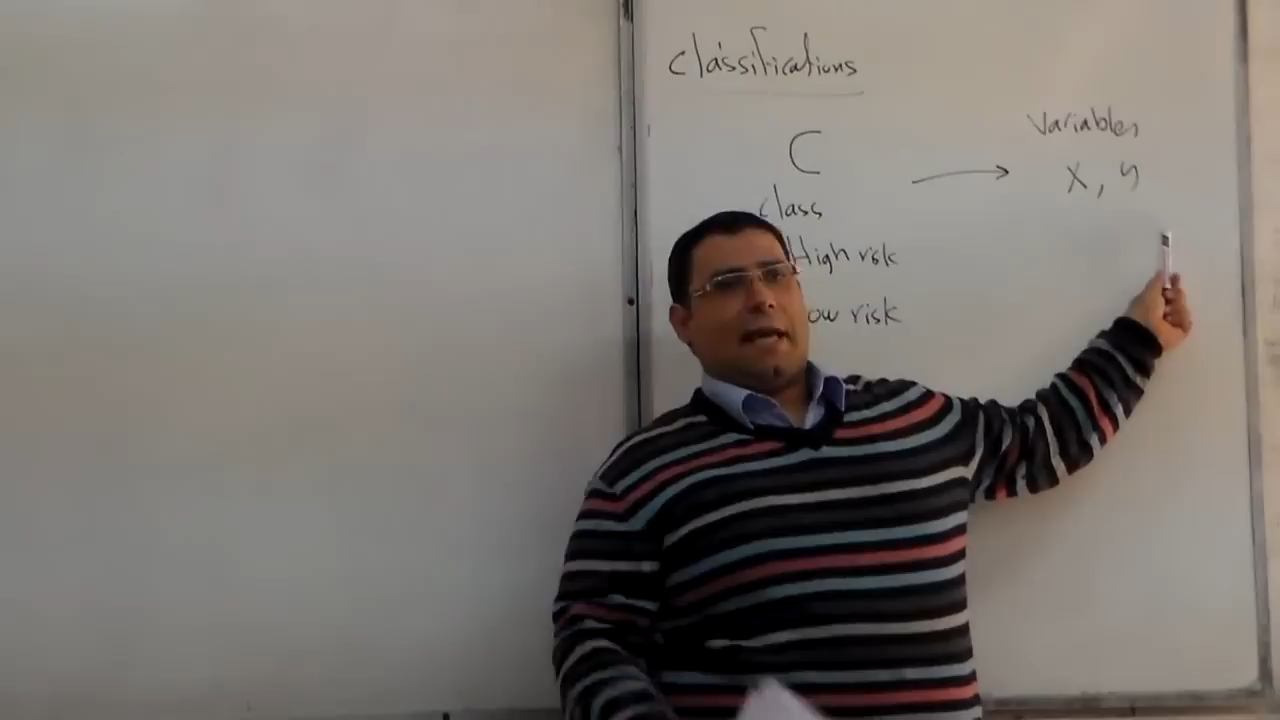 Classifications
Variables
C
x, y
class
High risk
ow risk